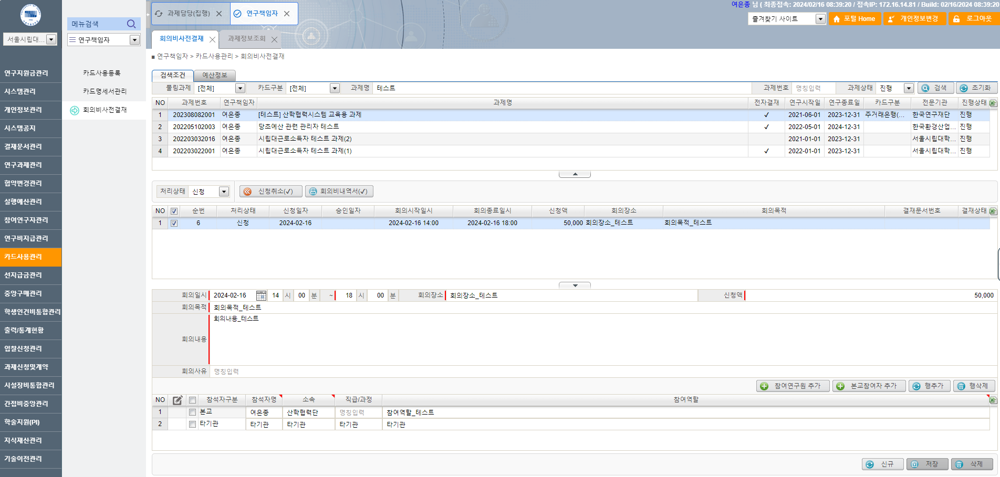 여은종 님 ( 최종접속: 2024/02/16 08:39:20 / 접속IP: 172.16.14.81 / Build: 02/16/2024 08:39:20
과제담당(집행) 연구책임자
즐겨찾기 사이트 포털 Home 개인정보변경 로그아웃
서울시립대...
메뉴검색
연구책임자
회의비사전결재 과제정보조회
■ 연구책임자 > 카드사용관리 > 회의비사전결재
연구지원금관리
시스템관리
개인정보관리
시스템공지
결재문서관리
연구과제관리
협약변경관리
실행예산관리
참여연구자관리
연구비지급관리
카드사용관리
선지급금관리
중앙구매관리
학생인건비통합관리
출력/통계현황
입찰신청관리
과제신청및계약
시설장비통합관리
간접비중앙관리
학술지원(PI)
지식재산관리
기술이전관리
카드사용등록
카드명세서관리
회의비사전결재
검색조건 예산정보
풀링과제 [전체] 카드구분 [전체] 과제명 테스트 과제번호 명칭입력 과제상태 진행 검색 초기화
NO 과제번호 연구책임자 과제명 전자결재 연구시작일 연구종료일 카드구분 전문기관 진행상태
1 202308082001 여은종 [테스트] 산학협력시스템 교육용 과제 ✓ 2021-06-01 2023-12-31 주거래은행(... 한국연구재단 진행
2 202205102003 여은종 당초예산 관련 관리자 테스트 ✓ 2022-05-01 2024-12-31 한국환경산업... 진행
3 202203032016 여은종 시립대근로소득자 테스트 과제(2) 2021-01-01 2023-12-31 서울시립대학... 진행
4 202203022001 여은종 시립대근로소득자 테스트 과제(1) ✓ 2022-01-01 2023-12-31 서울시립대학... 진행
처리상태 신청 신청취소(✓) 회의비내역서(✓)
NO 순번 처리상태 신청일자 승인일자 회의시작일시 회의종료일시 신청액 회의장소 회의목적 결재문서번호 결재상태
1 6 신청 2024-02-16 2024-02-16 14:00 2024-02-16 18:00 50,000 회의장소_테스트 회의목적_테스트
회의일시 2024-02-16 14 시 00 분 ~ 18 시 00 분 회의장소 회의장소_테스트 신청액 50,000
회의목적 회의목적_테스트
회의내용 회의내용_테스트
회의사유 명칭입력
참여연구원 추가 본교참여자 추가 행추가 행삭제
NO 참석자구분 참석자명 소속 직급/과정 참여역할
1 본교 여은종 산학협력단 명칭입력 참여역할_테스트
2 타기관 타기관 타기관 타기관 타기관
신규 저장 삭제